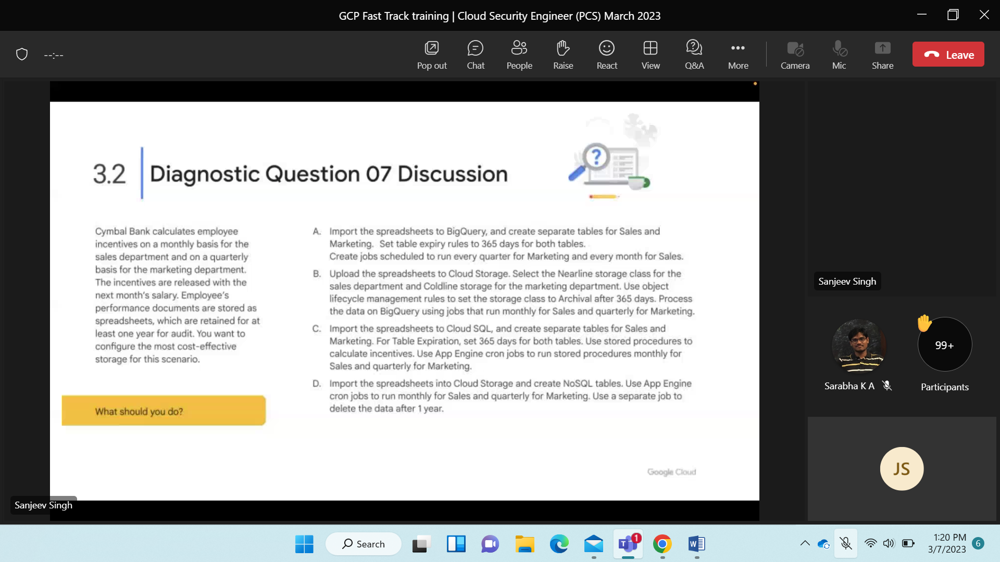 GCP Fast Track training | Cloud Security Engineer (PCS) March 2023
--:--
Pop out
Chat
People
Raise
React
View
Q&A
More
Camera
Mic
Share
Leave
3.2
Diagnostic Question 07 Discussion
?
Cymbal Bank calculates employee
incentives on a monthly basis for the
sales department and on a quarterly
basis for the marketing department.
The incentives are released with the
next month's salary. Employee's
performance documents are stored as
spreadsheets, which are retained for at
least one year for audit. You want to
configure the most cost-effective
storage for this scenario.
What should you do?
A. Import the spreadsheets to BigQuery, and create separate tables for Sales and
Marketing. Set table expiry rules to 365 days for both tables.
Create jobs scheduled to run every quarter for Marketing and every month for Sales.
B. Upload the spreadsheets to Cloud Storage. Select the Nearline storage class for the
sales department and Coldline storage for the marketing department. Use object
lifecycle management rules to set the storage class to Archival after 365 days. Process
the data on BigQuery using jobs that run monthly for Sales and quarterly for Marketing.
C. Import the spreadsheets to Cloud SQL, and create separate tables for Sales and
Marketing. For Table Expiration, set 365 days for both tables. Use stored procedures to
calculate incentives. Use App Engine cron jobs to run stored procedures monthly for
Sales and quarterly for Marketing.
D. Import the spreadsheets into Cloud Storage and create NoSQL tables. Use App Engine
cron jobs to run monthly for Sales and quarterly for Marketing. Use a separate job to
delete the data after 1 year.
Google Cloud
Sanjeev Singh
Sanjeev Singh
Sarabha K A
99+
Participants
JS
Search
T
1
W
1:20 PM
3/7/2023
6